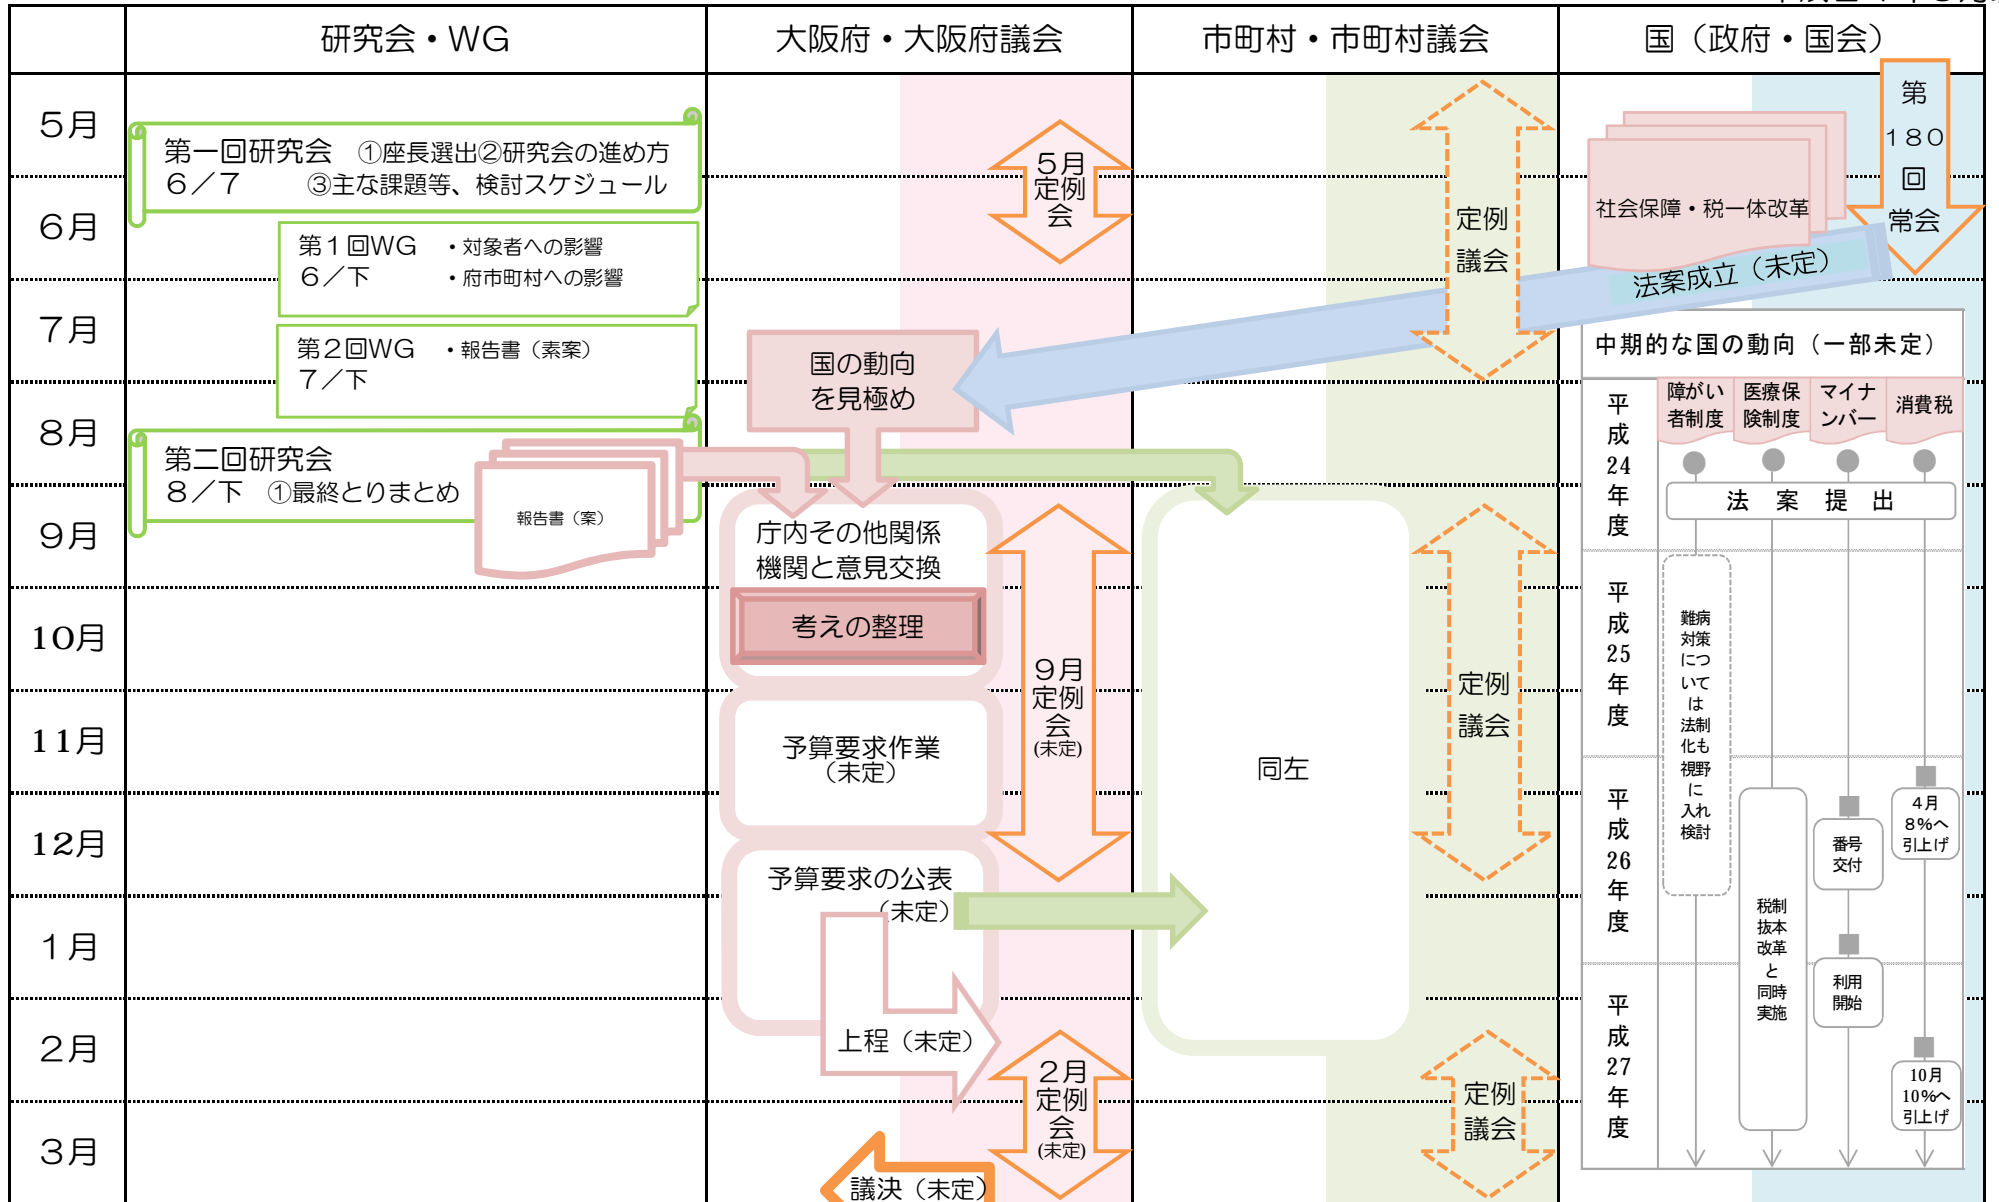 研究会・WG
大阪府・大阪府議会
市町村・市町村議会
国（政府・国会）
5月
6月
7月
8月
9月
10月
11月
12月
1月
2月
3月
第一回研究会　①座長選出②研究会の進め方
６／７　③主な課題等、検討スケジュール
第１回WG　・対象者への影響
６／下　・府市町村への影響
第２回WG　・報告書（素案）
７／下
第二回研究会
８／下　①最終とりまとめ
報告書（案）
5月
定例
会
国の動向
を見極め
庁内その他関係
機関と意見交換
考えの整理
9月
定例
会
(未定)
予算要求作業
（未定）
予算要求の公表
（未定）
上程（未定）
2月
定例
会
(未定)
議決（未定）
定例
議会
同左
定例
議会
定例
議会
第
１８０
回
常会
社会保障・税一体改革
法案成立（未定）
中期的な国の動向（一部未定）
障がい
者制度
医療保
険制度
マイナ
ンバー
消費税
平
成
24
年
度
法案提出
平
成
25
年
度
難病
対策
につ
いて
は
法制
化も
視野
に
入れ
検討
平
成
26
年
度
税制
抜本
改革
と
同時
実施
番号
交付
4月
8%へ
引上げ
平
成
27
年
度
利用
開始
10月
10%へ
引上げ